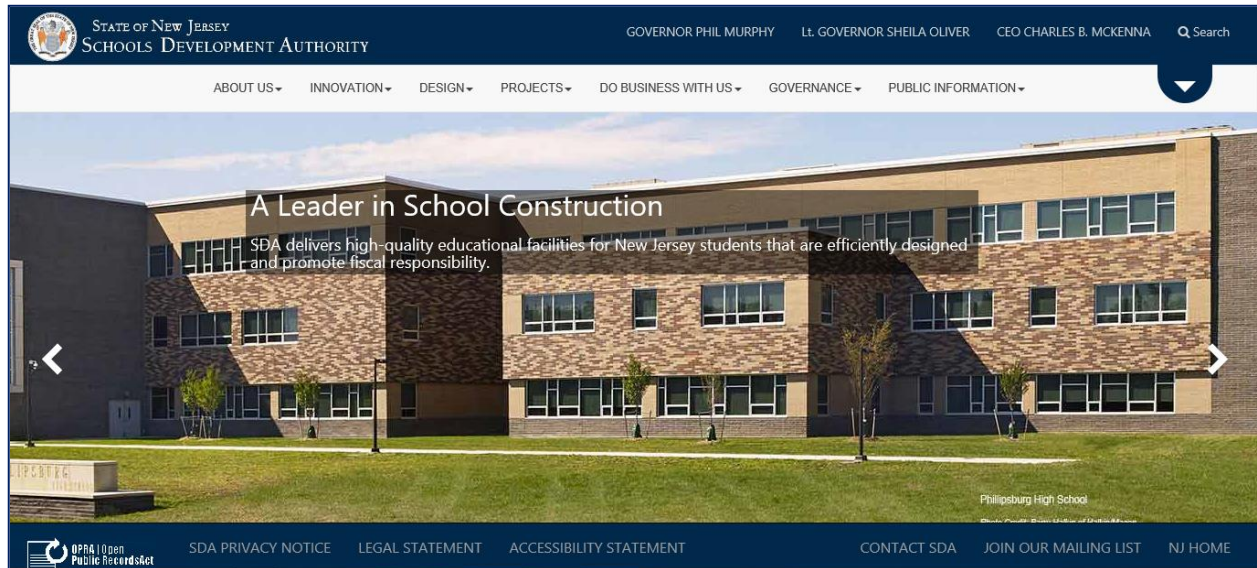 STATE OF NEW JERSEY
SCHOOLS DEVELOPMENT AUTHORITY
GOVERNOR PHIL MURPHY Lt. GOVERNOR SHEILA OLIVER CEO CHARLES B. MCKENNA Search
ABOUT US INNOVATION DESIGN PROJECTS DO BUSINESS WITH US GOVERNANCE PUBLIC INFORMATION
A Leader in School Construction
SDA delivers high-quality educational facilities for New Jersey students that are efficiently designed
and promote fiscal responsibility.
Philipsburg High School
OPRA | Open
Public Records Act
SDA PRIVACY NOTICE LEGAL STATEMENT ACCESSIBILITY STATEMENT CONTACT SDA JOIN OUR MAILING LIST NJ HOME